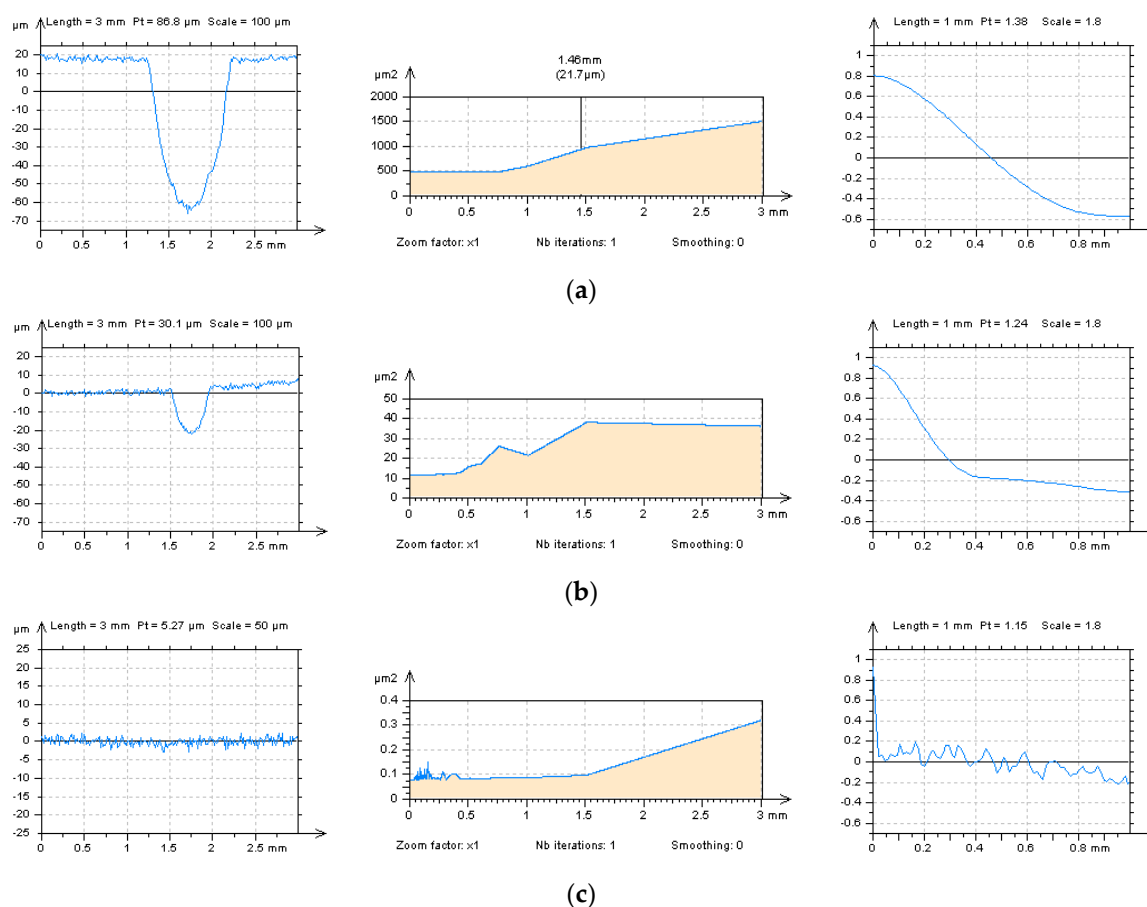 Length = 3 mm Pt = 86.8 µm Scale = 100 µm
µm
20
10
0
-10
-20
-30
-40
-50
-60
-70
0 0.5 1 1.5 2 2.5 mm
1.46mm
(21.7µm)
µm2
2000
1500
1000
500
0
0 0.5 1 1.5 2 2.5 3 mm
Zoom factor: x1 Nb iterations: 1 Smoothing: 0
Length = 1 mm Pt = 1.38 Scale = 1.8
1
0.8
0.6
0.4
0.2
0
-0.2
-0.4
-0.6
0 0.2 0.4 0.6 0.8 mm
(a)
Length = 3 mm Pt = 30.1 µm Scale = 100 µm
µm
20
10
0
-10
-20
-30
-40
-50
-60
-70
0 0.5 1 1.5 2 2.5 mm
µm2
50
40
30
20
10
0
0 0.5 1 1.5 2 2.5 3 mm
Zoom factor: x1 Nb iterations: 1 Smoothing: 0
Length = 1 mm Pt = 1.24 Scale = 1.8
1
0.8
0.6
0.4
0.2
0
-0.2
-0.4
-0.6
0 0.2 0.4 0.6 0.8 mm
(b)
Length = 3 mm Pt = 5.27 µm Scale = 50 µm
µm
25
20
15
10
5
0
-5
-10
-15
-20
-25
0 0.5 1 1.5 2 2.5 mm
µm2
0.4
0.3
0.2
0.1
0
0 0.5 1 1.5 2 2.5 3 mm
Zoom factor: x1 Nb iterations: 1 Smoothing: 0
Length = 1 mm Pt = 1.15 Scale = 1.8
1
0.8
0.6
0.4
0.2
0
-0.2
-0.4
-0.6
0 0.2 0.4 0.6 0.8 mm
(c)